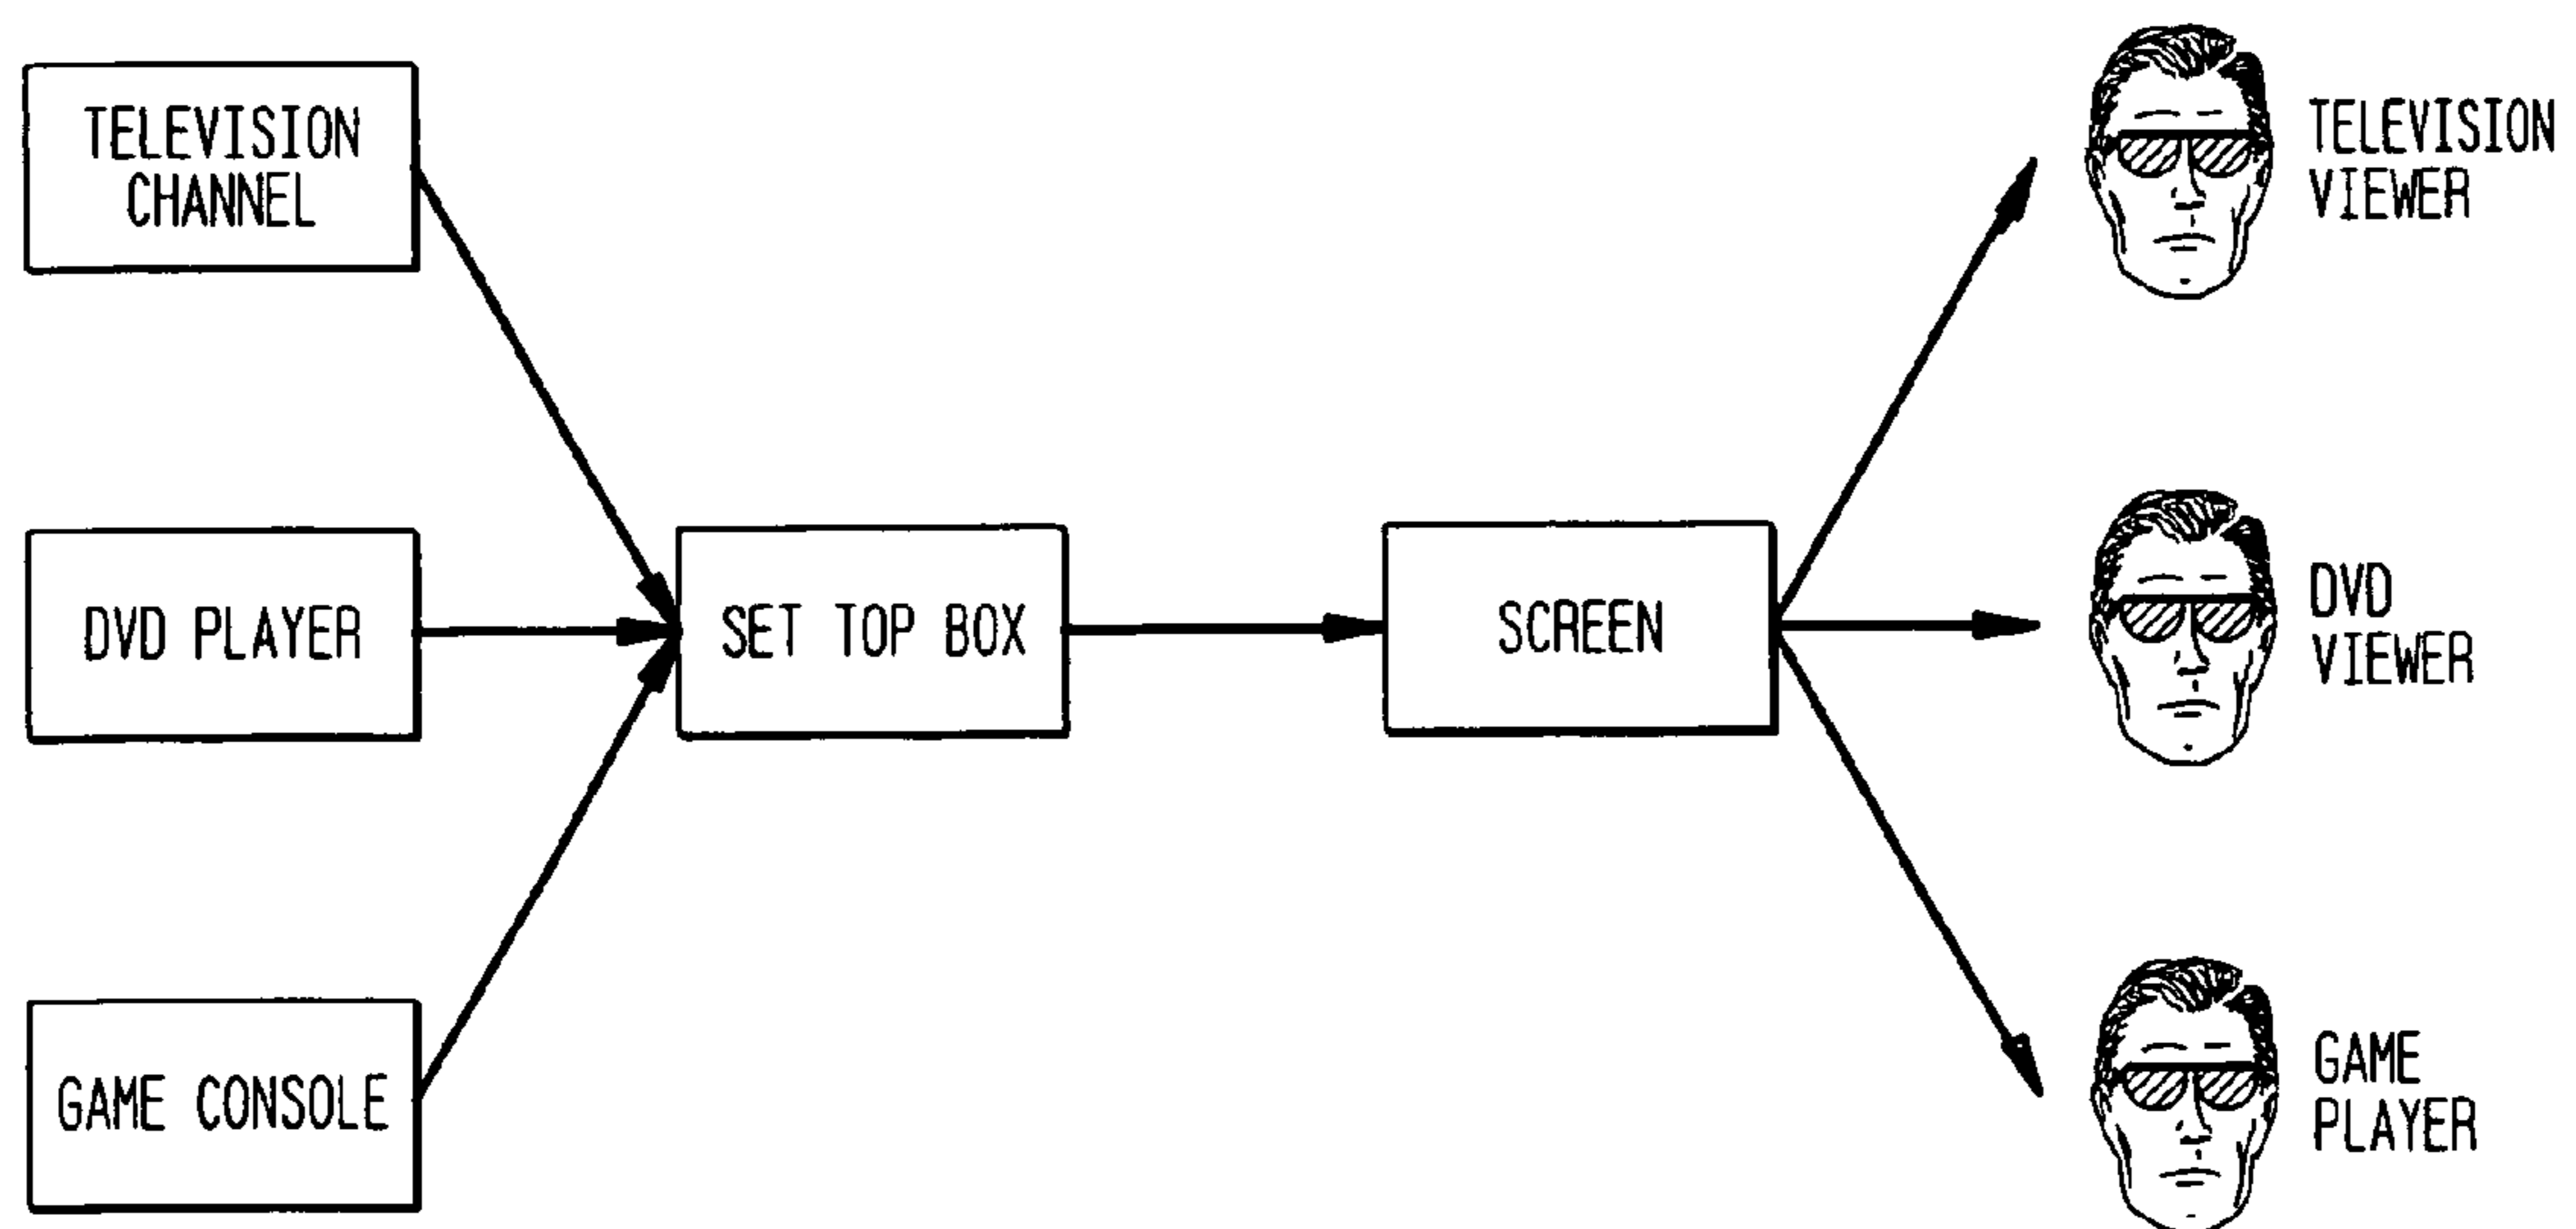 TELEVISION
CHANNEL
DVD PLAYER
GAME CONSOLE
SET TOP BOX
SCREEN
TELEVISION
VIEWER
DVD
VIEWER
GAME
PLAYER